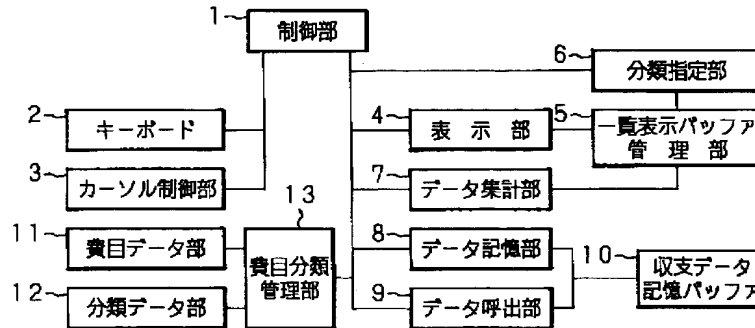 1
制御部
6
分類指定部
2
キーボード
4
表示部
5
一覧表示バッファ
管理部
3
カーソル制御部
7
データ集計部
13
11
費目データ部
費目分類
管理部
8
データ記憶部
10
収支データ
記憶バッファ
12
分類データ部
9
データ呼出部